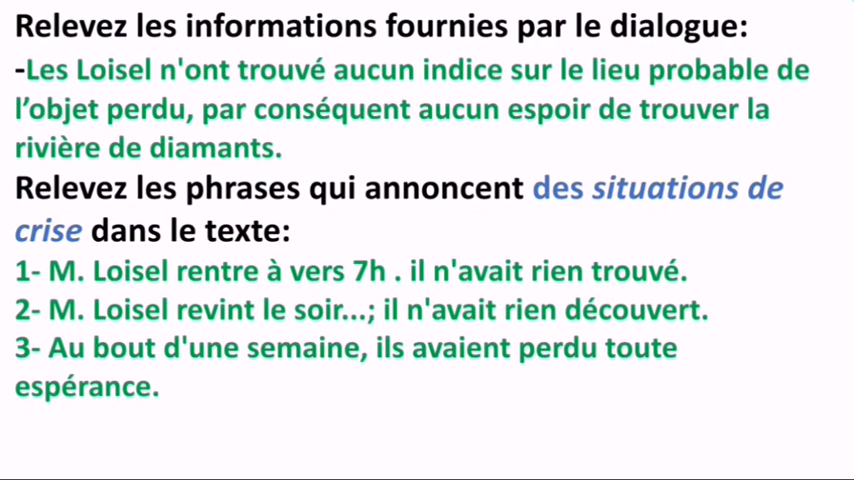 Relevez les informations fournies par le dialogue:
-Les Loisel n'ont trouvé aucun indice sur le lieu probable de
l’objet perdu, par conséquent aucun espoir de trouver la
rivière de diamants.
Relevez les phrases qui annoncent des situations de
crise dans le texte:
1- M. Loisel rentre à vers 7h . il n'avait rien trouvé.
2- M. Loisel revint le soir...; il n'avait rien découvert.
3- Au bout d'une semaine, ils avaient perdu toute
espérance.